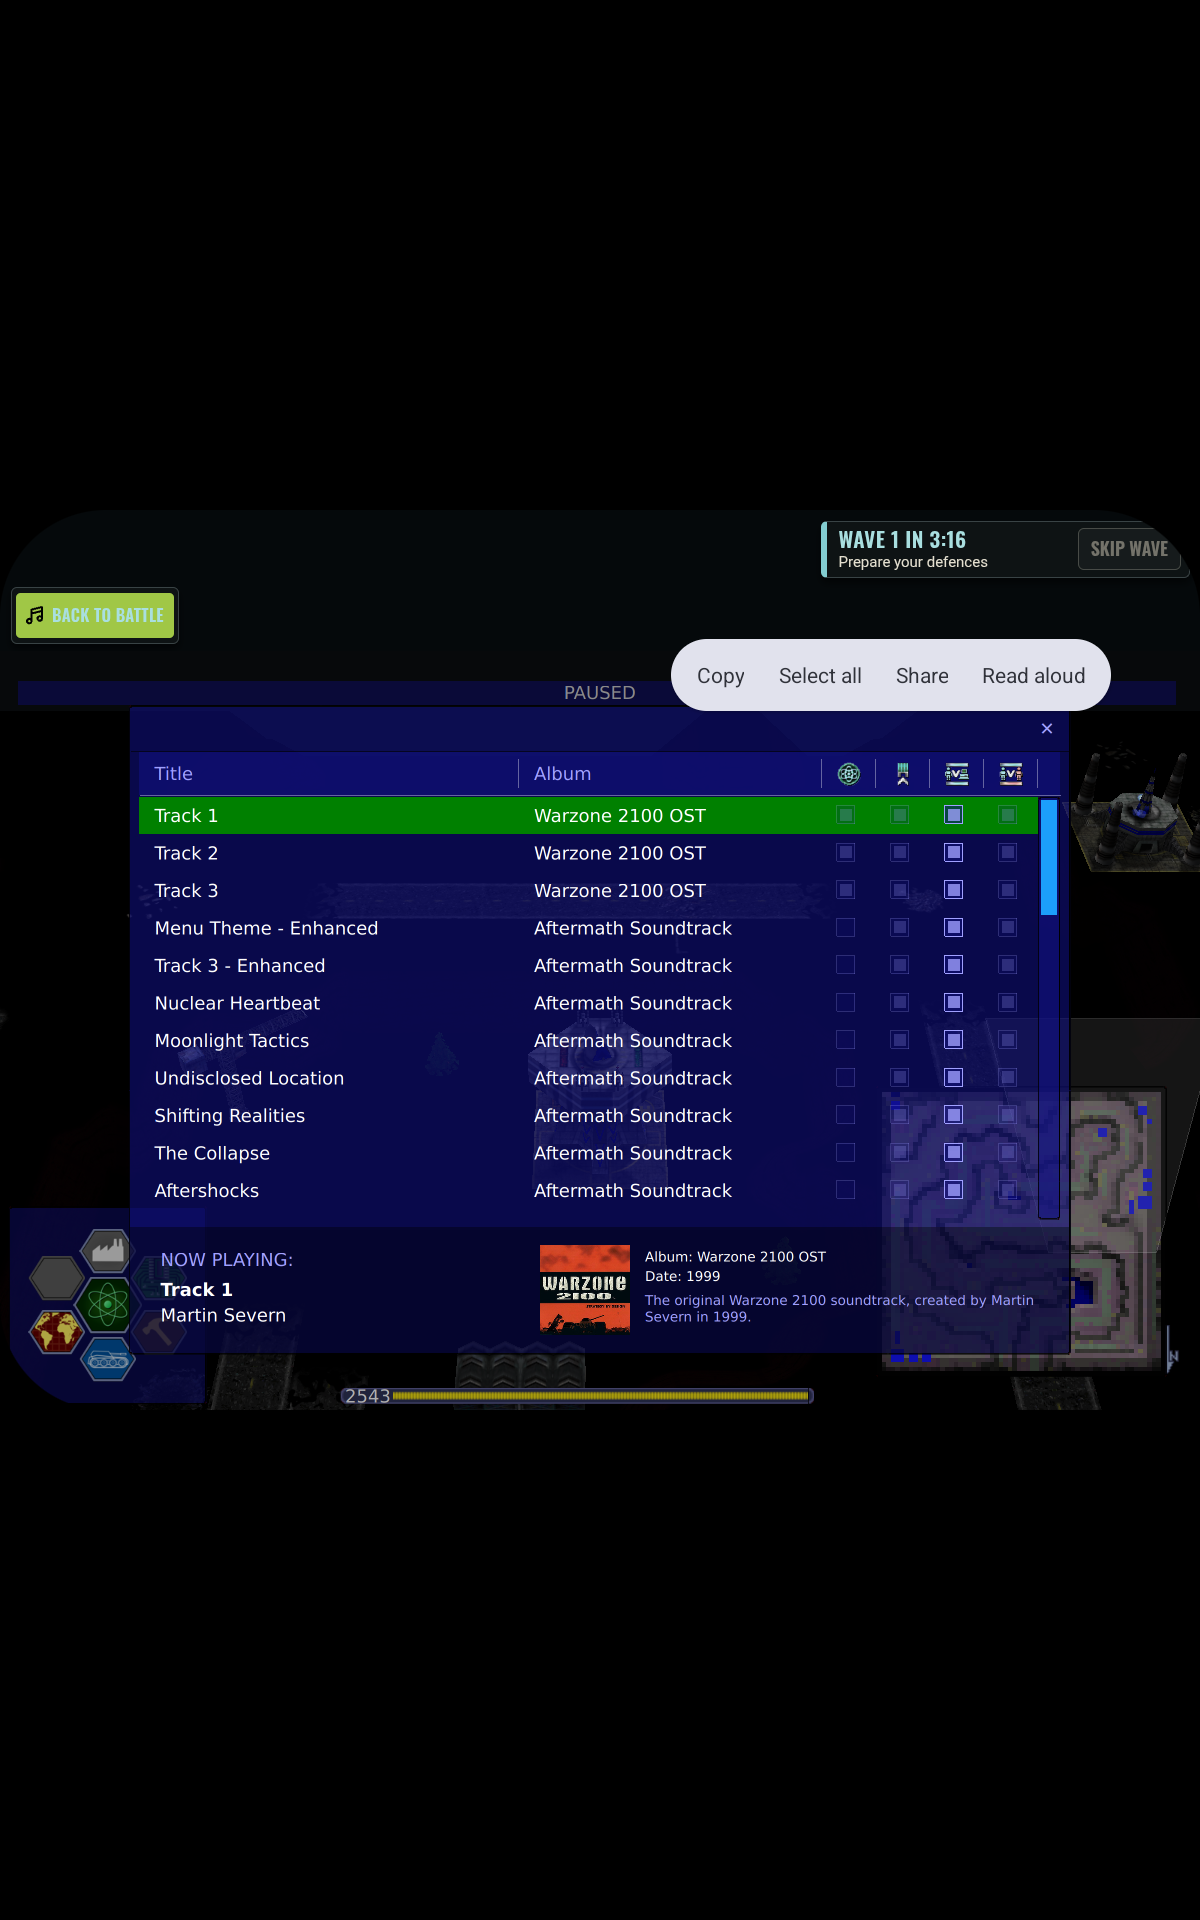 WAVE 1 IN 3:16
Prepare your defences
SKIP WAVE
BACK TO BATTLE
Copy Select all Share Read aloud
PAUSED
×
Title Album
Track 1 Warzone 2100 OST
Track 2 Warzone 2100 OST
Track 3 Warzone 2100 OST
Menu Theme - Enhanced Aftermath Soundtrack
Track 3 - Enhanced Aftermath Soundtrack
Nuclear Heartbeat Aftermath Soundtrack
Moonlight Tactics Aftermath Soundtrack
Undisclosed Location Aftermath Soundtrack
Shifting Realities Aftermath Soundtrack
The Collapse Aftermath Soundtrack
Aftershocks Aftermath Soundtrack
NOW PLAYING:
Track 1
Martin Severn
WARZONE
2100
Album: Warzone 2100 OST
Date: 1999
The original Warzone 2100 soundtrack, created by Martin
Severn in 1999.
N
2543